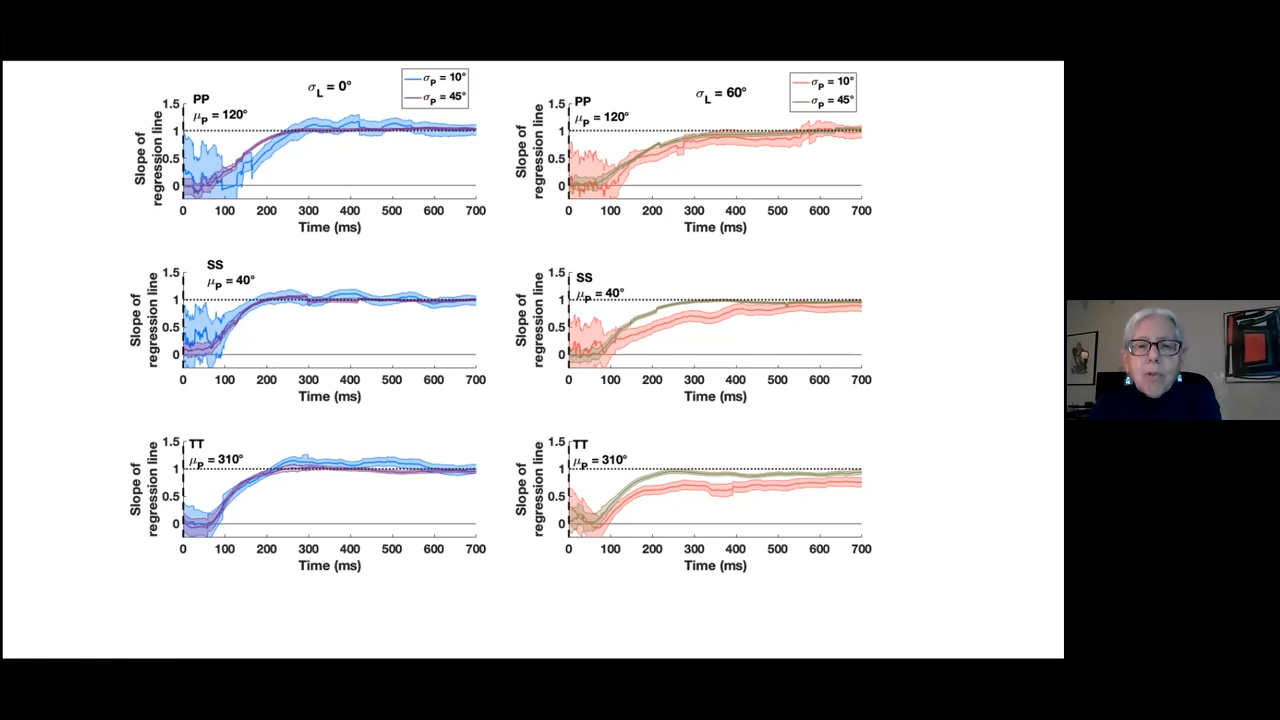 σL = 0°
σP = 10°
σP = 45°
PP
μP = 120°
Slope of
regression line
1.5
1
0.5
0
0 100 200 300 400 500 600 700
Time (ms)
σL = 60°
σP = 10°
σP = 45°
PP
μP = 120°
Slope of
regression line
1.5
1
0.5
0
0 100 200 300 400 500 600 700
Time (ms)
SS
μP = 40°
Slope of
regression line
1.5
1
0.5
0
0 100 200 300 400 500 600 700
Time (ms)
SS
μP = 40°
Slope of
regression line
1.5
1
0.5
0
0 100 200 300 400 500 600 700
Time (ms)
TT
μP = 310°
Slope of
regression line
1.5
1
0.5
0
0 100 200 300 400 500 600 700
Time (ms)
TT
μP = 310°
Slope of
regression line
1.5
1
0.5
0
0 100 200 300 400 500 600 700
Time (ms)